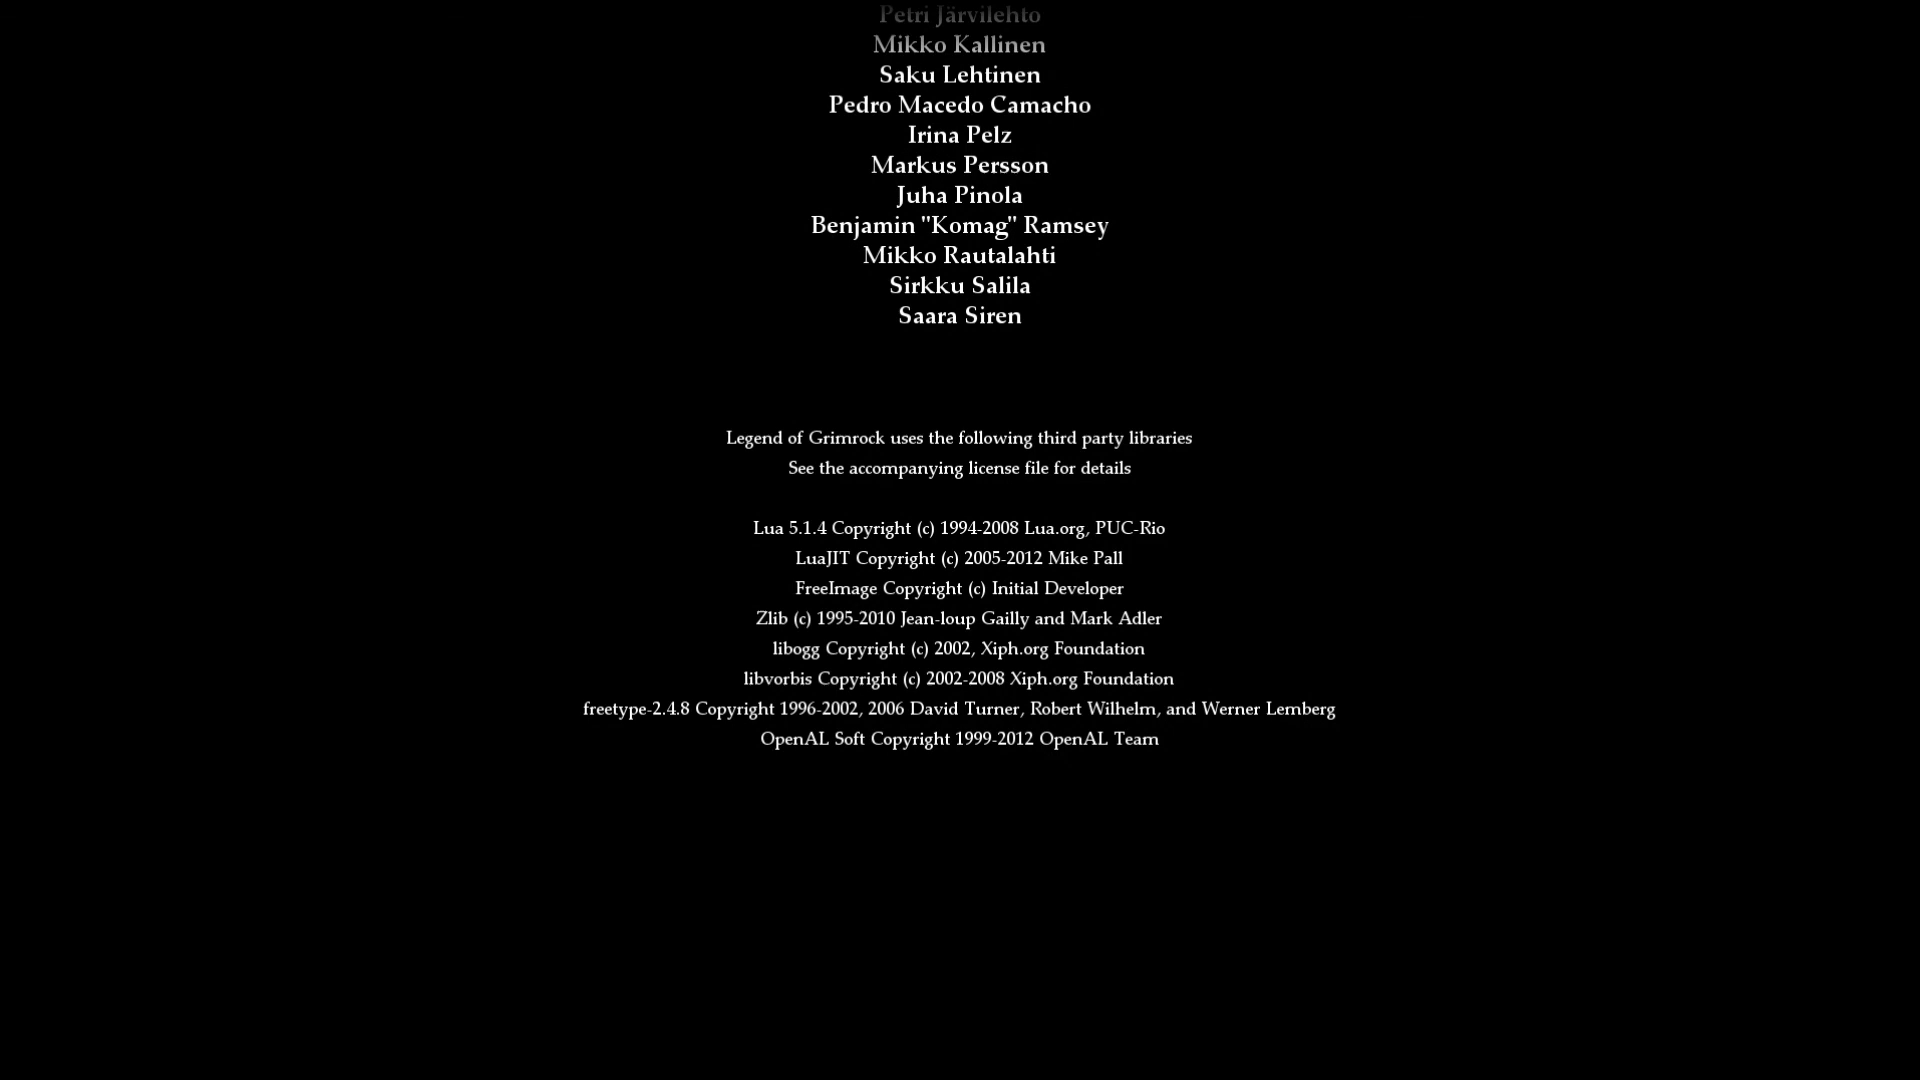 Petri Järvilehto
Mikko Kallinen
Saku Lehtinen
Pedro Macedo Camacho
Irina Pelz
Markus Persson
Juha Pinola
Benjamin "Komag" Ramsey
Mikko Rautalahti
Sirkku Salila
Saara Siren
Legend of Grimrock uses the following third party libraries
See the accompanying license file for details
Lua 5.1.4 Copyright (c) 1994-2008 Lua.org, PUC-Rio
LuaJIT Copyright (c) 2005-2012 Mike Pall
FreeImage Copyright (c) Initial Developer
Zlib (c) 1995-2010 Jean-loup Gailly and Mark Adler
libogg Copyright (c) 2002, Xiph.org Foundation
libvorbis Copyright (c) 2002-2008 Xiph.org Foundation
freetype-2.4.8 Copyright 1996-2002, 2006 David Turner, Robert Wilhelm, and Werner Lemberg
OpenAL Soft Copyright 1999-2012 OpenAL Team